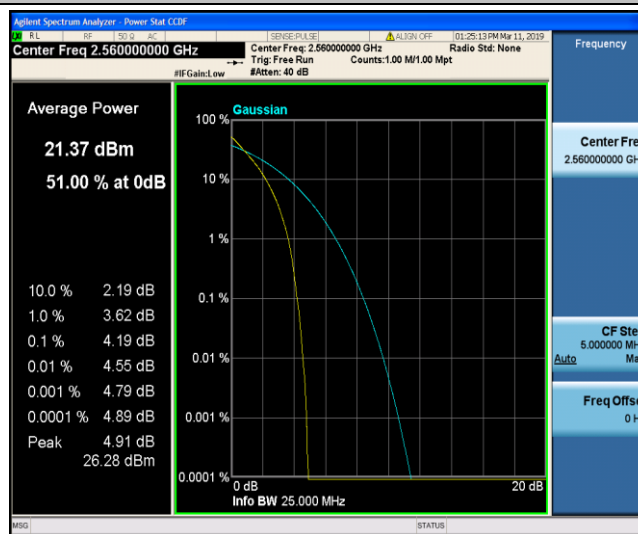 Agilent Spectrum Analyzer - Power Stat CCDF
RL RF 50 Ω AC SENSE:PULSE ALIGN OFF 01:25:13 PM Mar 11, 2019
Center Freq 2.560000000 GHz
Center Freq: 2.560000000 GHz Radio Std: None
Trig: Free Run Counts:1.00 M/1.00 Mpt
#IFGain:Low #Atten: 40 dB
Frequency
Average Power
21.37 dBm
51.00 % at 0dB
10.0 % 2.19 dB
1.0 % 3.62 dB
0.1 % 4.19 dB
0.01 % 4.55 dB
0.001 % 4.79 dB
0.0001 % 4.89 dB
Peak 4.91 dB
26.28 dBm
Gaussian
100 %
10 %
1 %
0.1 %
0.01 %
0.001 %
0.0001 %
0 dB 20 dB
Info BW 25.000 MHz
Center Fre
2.560000000 GH
CF Ste
5.000000 MH
Auto Ma
Freq Offse
0 H
MSG STATUS